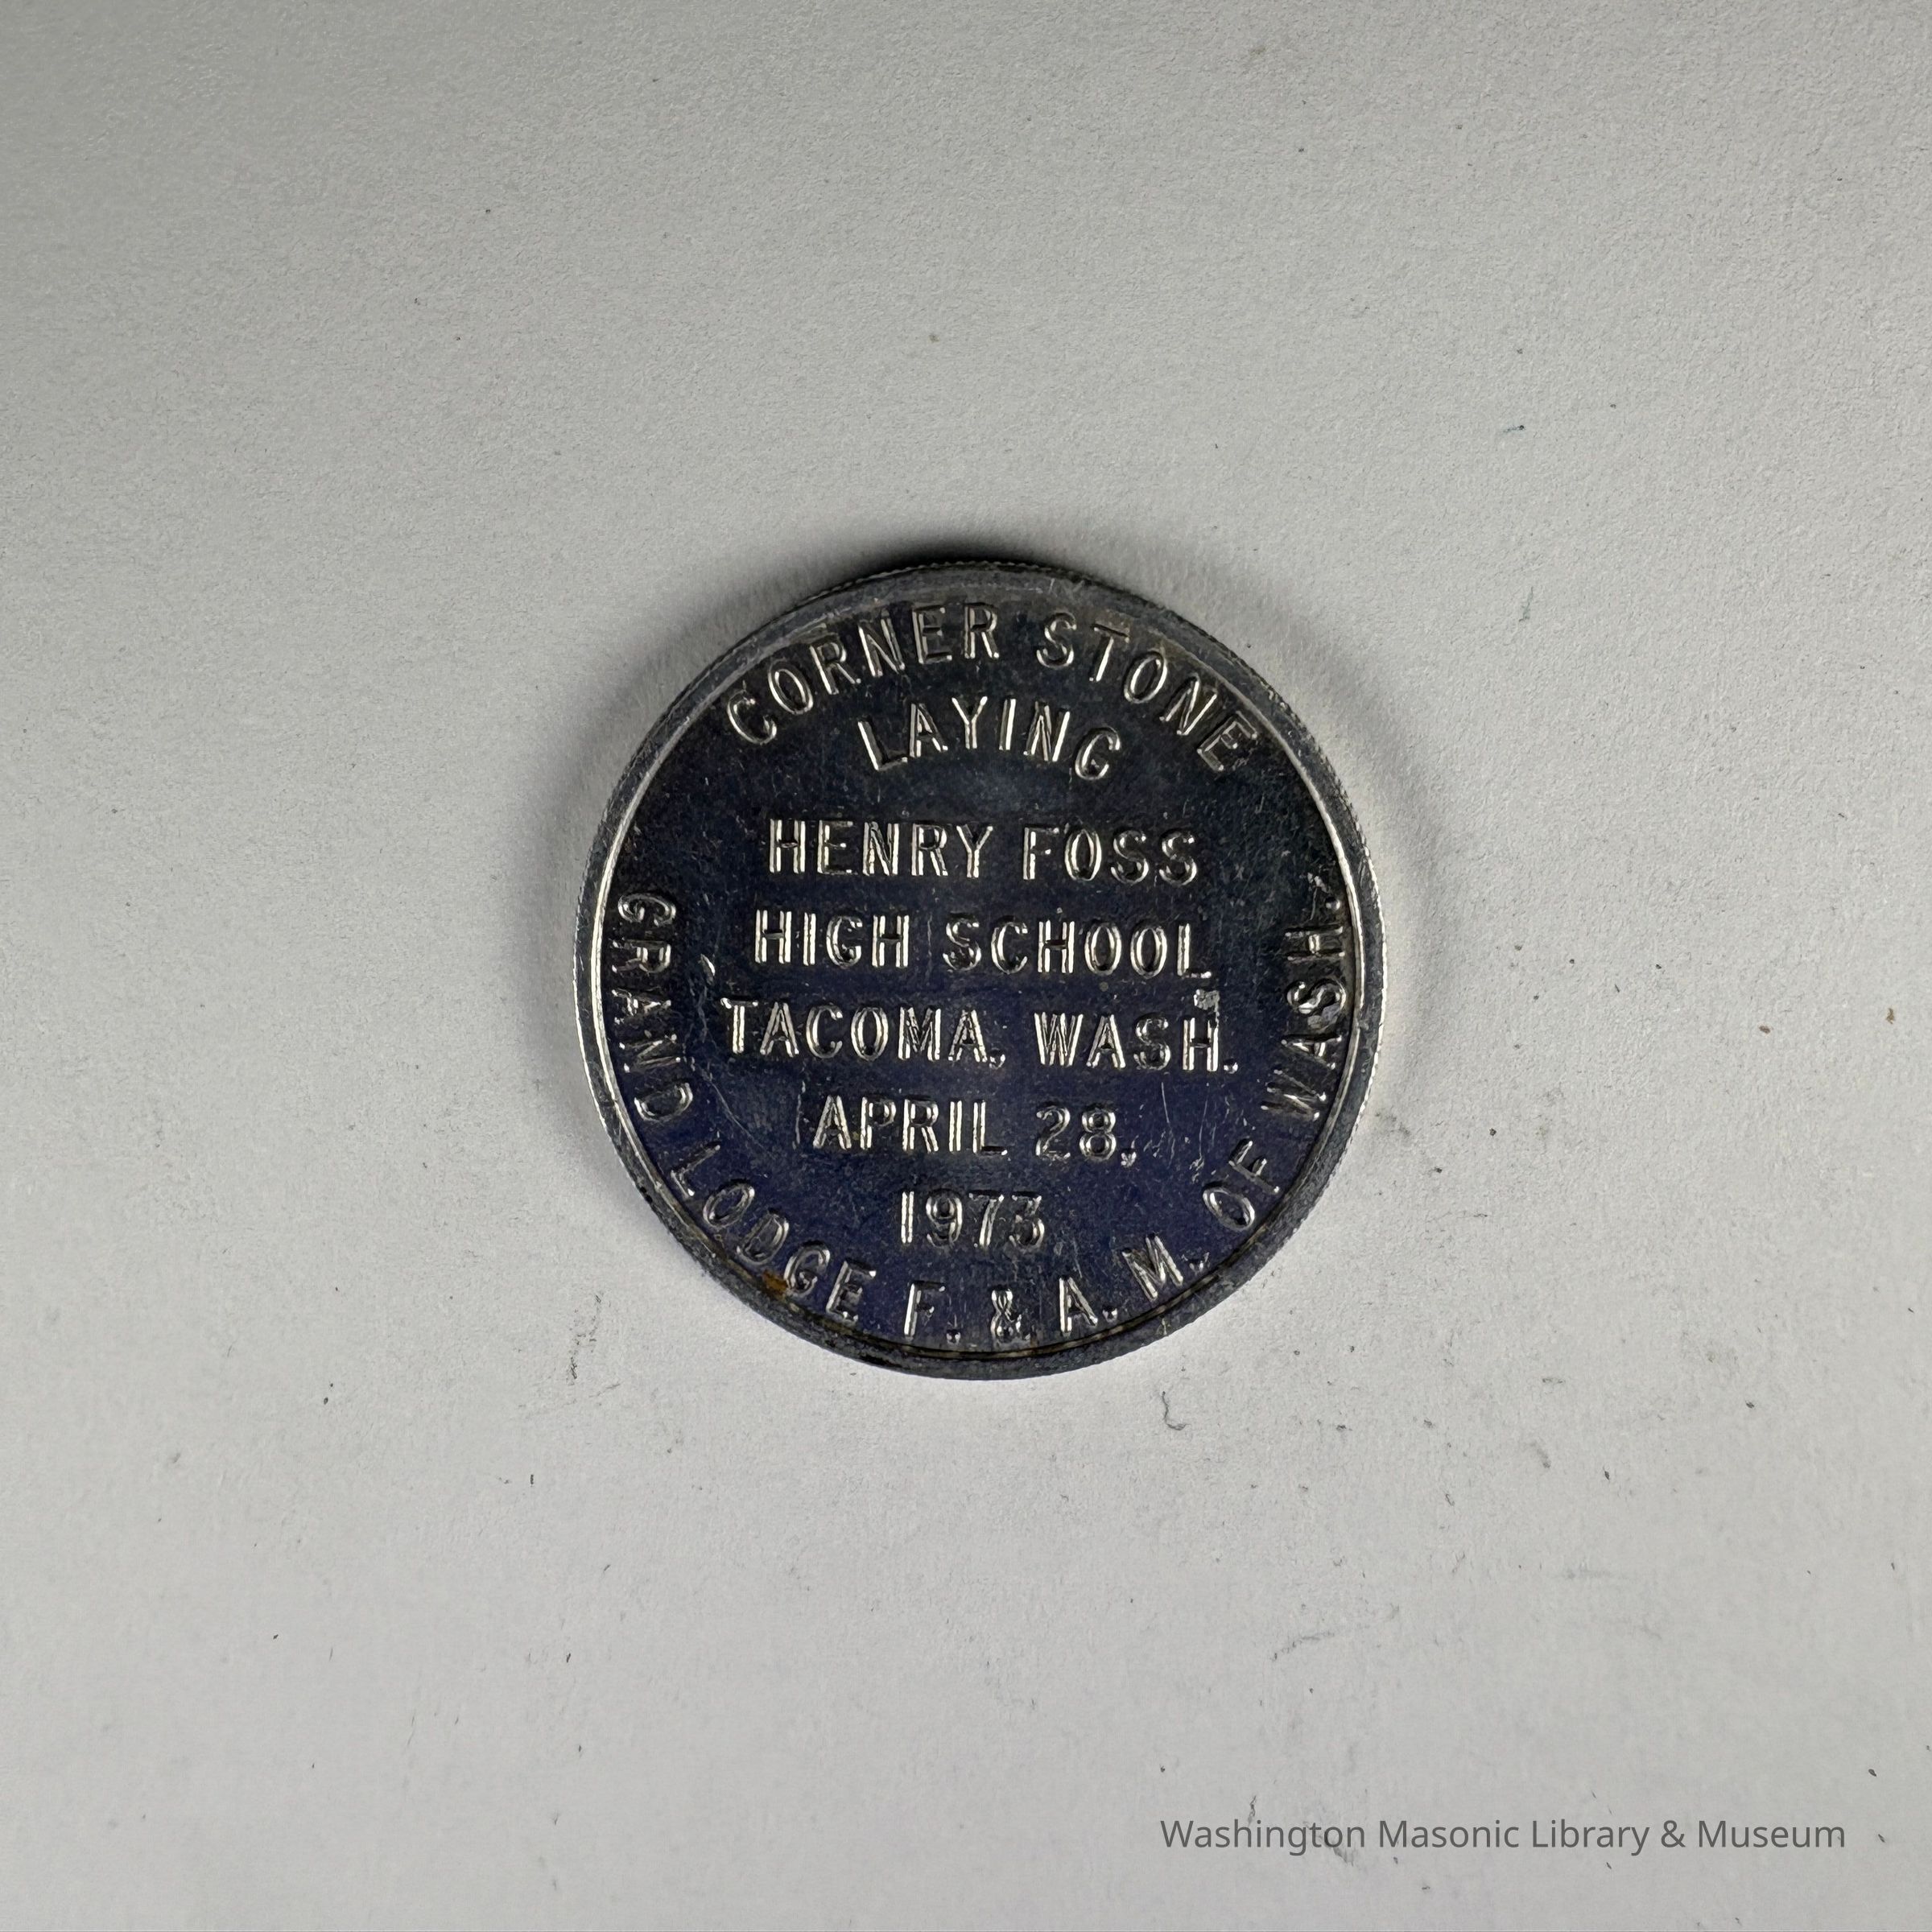 CORNER STONE
LAYING
HENRY FOSS
HIGH SCHOOL
TACOMA, WASH.
APRIL 28,
1973
GRAND LODGE F. & A. M. OF WASH.
Washington Masonic Library & Museum